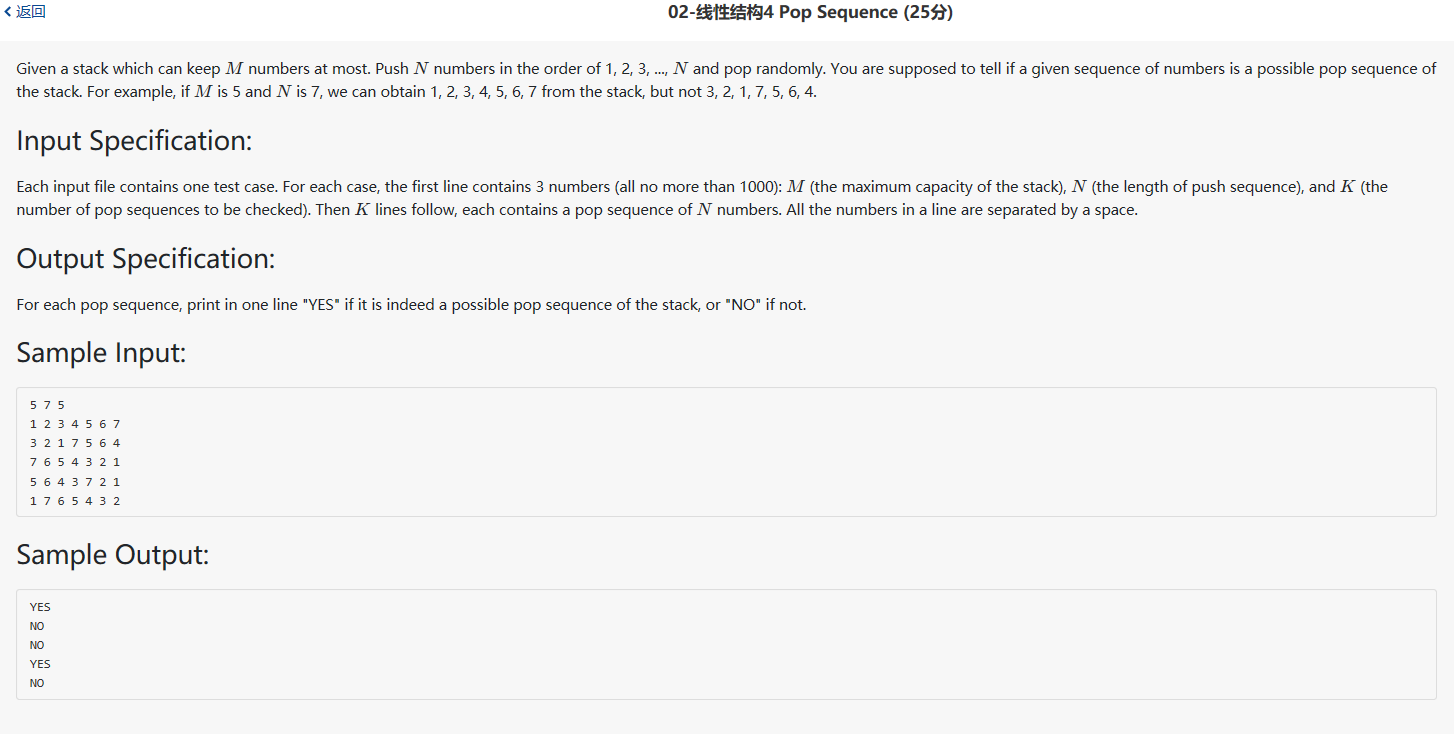 返回
02-线性结构4 Pop Sequence (25分)
Given a stack which can keep M numbers at most. Push N numbers in the order of 1, 2, 3, ..., N and pop randomly. You are supposed to tell if a given sequence of numbers is a possible pop sequence of
the stack. For example, if M is 5 and N is 7, we can obtain 1, 2, 3, 4, 5, 6, 7 from the stack, but not 3, 2, 1, 7, 5, 6, 4.
Input Specification:
Each input file contains one test case. For each case, the first line contains 3 numbers (all no more than 1000): M (the maximum capacity of the stack), N (the length of push sequence), and K (the
number of pop sequences to be checked). Then K lines follow, each contains a pop sequence of N numbers. All the numbers in a line are separated by a space.
Output Specification:
For each pop sequence, print in one line "YES" if it is indeed a possible pop sequence of the stack, or "NO" if not.
Sample Input:
5 7 5
1 2 3 4 5 6 7
3 2 1 7 5 6 4
7 6 5 4 3 2 1
5 6 4 3 7 2 1
1 7 6 5 4 3 2
Sample Output:
YES
NO
NO
YES
NO